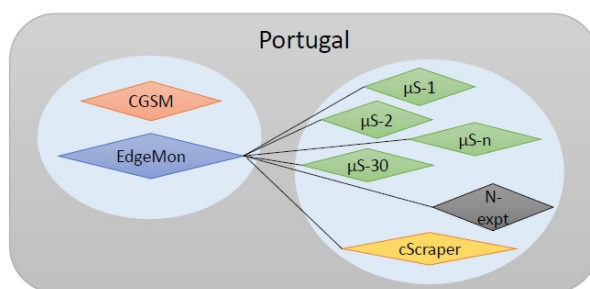 Portugal
CGSM
EdgeMon
µS-1
µS-2
µS-n
µS-30
N-
expt
cScraper